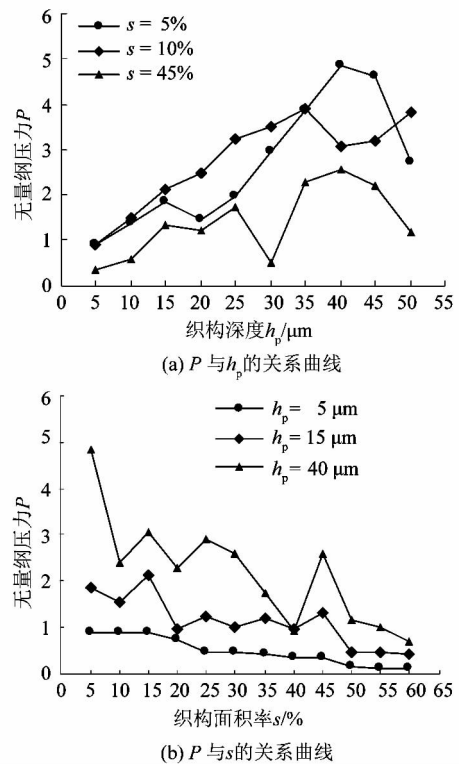 6
5
4
3
2
1
0
无量纲压力P
s = 5%
s = 10%
s = 45%
0 5 10 15 20 25 30 35 40 45 50 55
织构深度hp/μm
(a) P 与hp的关系曲线
6
5
4
3
2
1
0
无量纲压力P
hp= 5 μm
hp= 15 μm
hp= 40 μm
5 10 15 20 25 30 35 40 45 50 55 60 65
织构面积率s/%
(b) P 与s的关系曲线